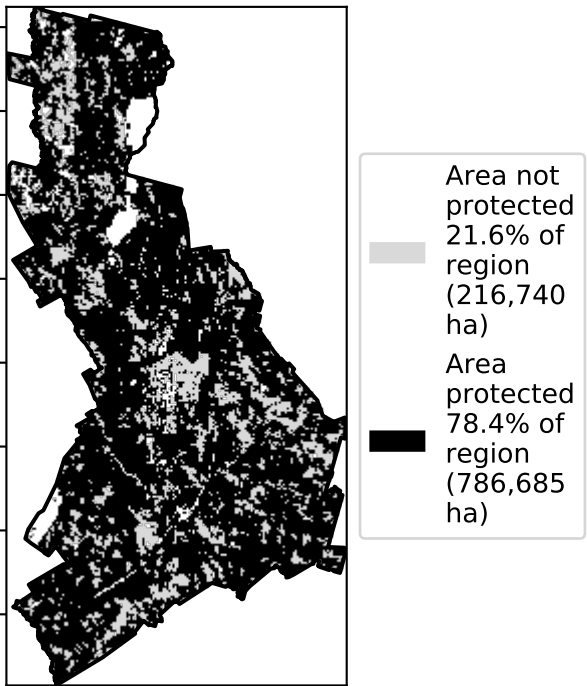 Area not
protected
21.6% of
region
(216,740
ha)
Area
protected
78.4% of
region
(786,685
ha)